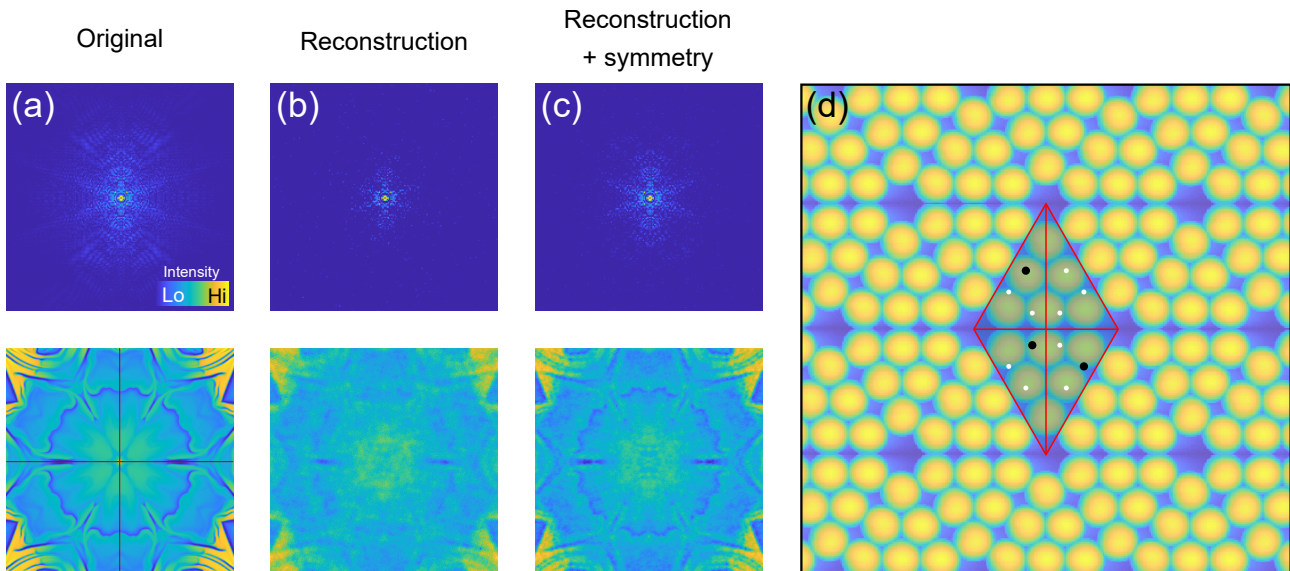 Original
Reconstruction
Reconstruction
+ symmetry
(a)
(b)
(c)
(d)
Intensity
Lo Hi